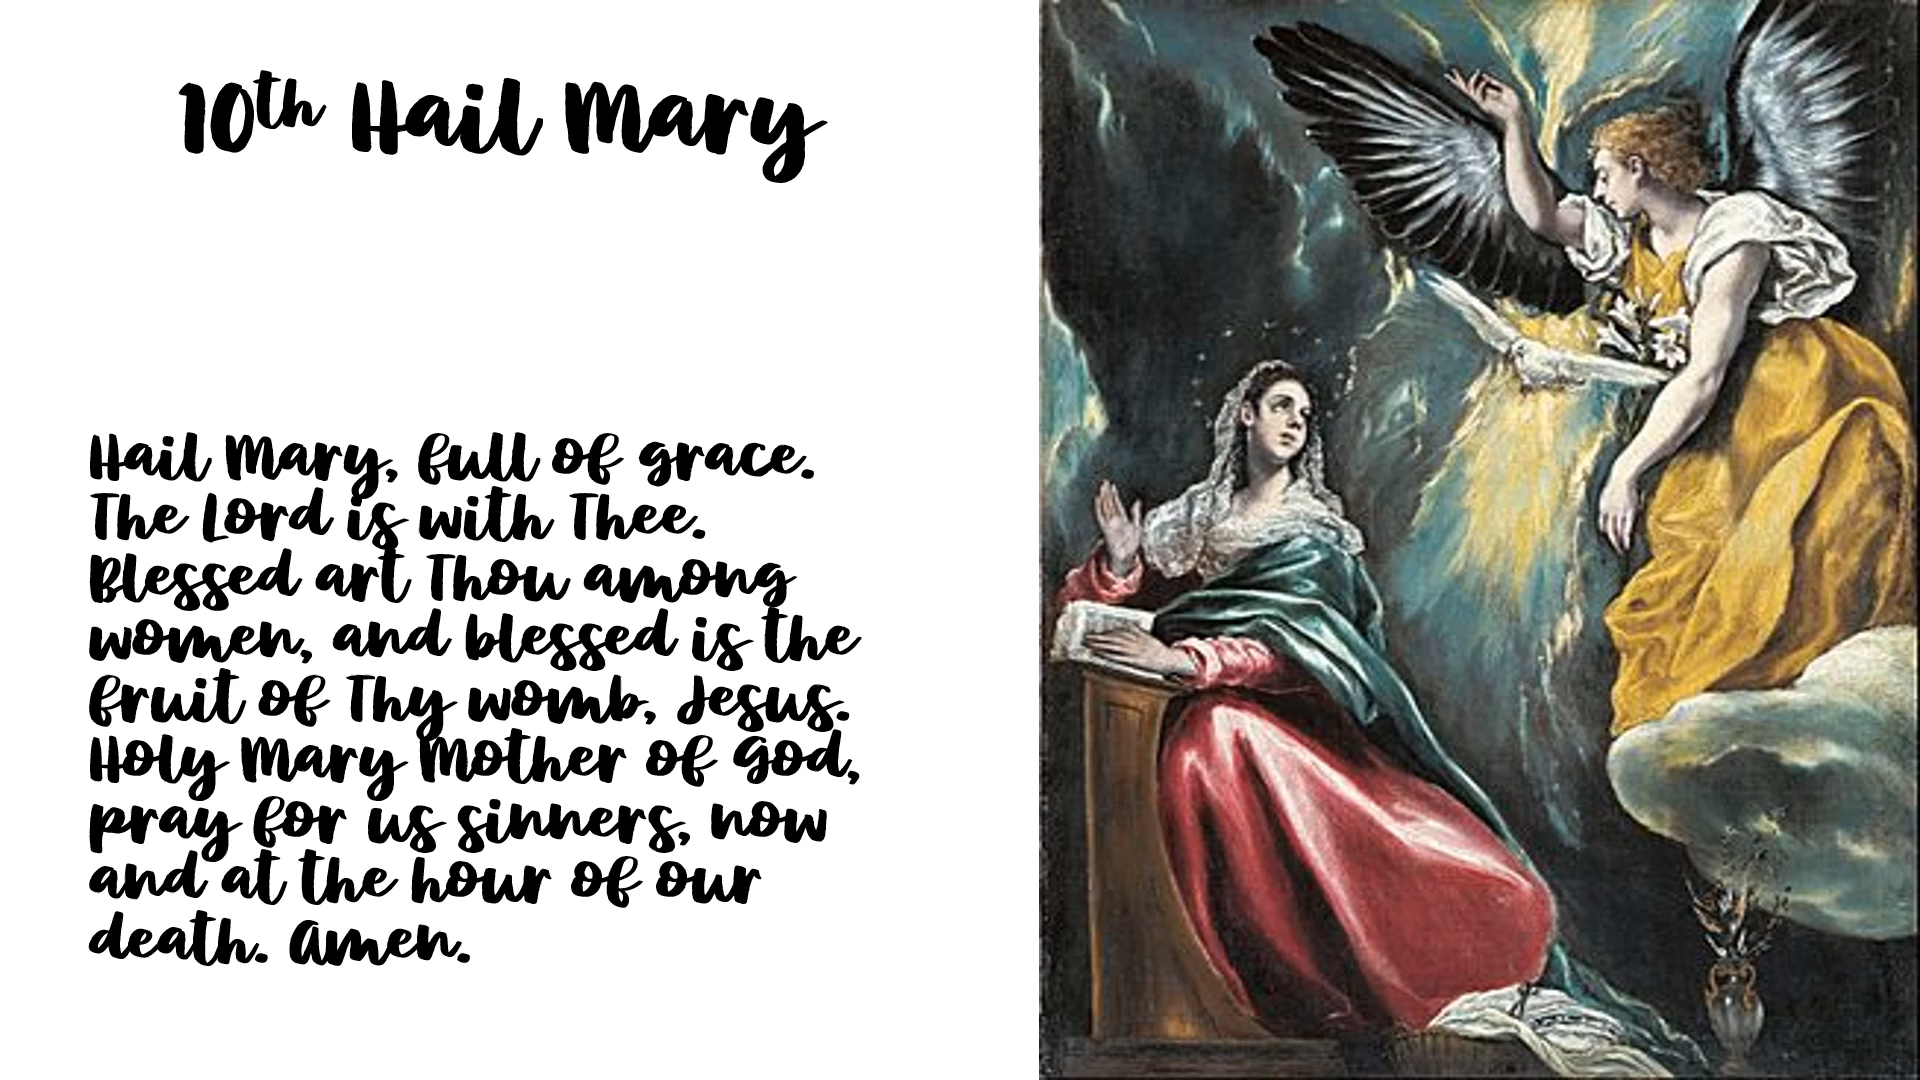 10th Hail Mary
Hail Mary, full of grace.
The Lord is with Thee.
Blessed art Thou among
women, and blessed is the
fruit of Thy womb, Jesus.
Holy Mary Mother of God,
pray for us sinners, now
and at the hour of our
death. Amen.